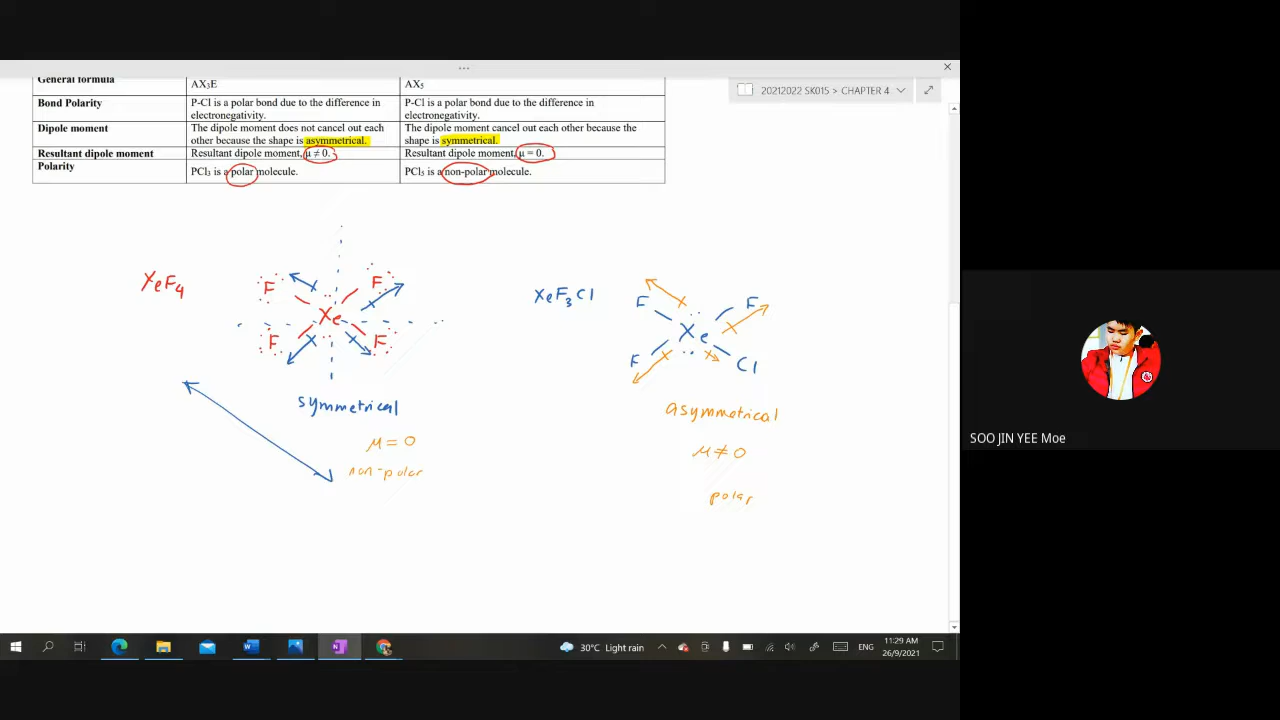 20212022 SK015 > CHAPTER 4
General formula AX₃E AX₅
Bond Polarity P-Cl is a polar bond due to the difference in electronegativity. P-Cl is a polar bond due to the difference in electronegativity.
Dipole moment The dipole moment does not cancel out each other because the shape is asymmetrical. The dipole moment cancel out each other because the shape is symmetrical.
Resultant dipole moment Resultant dipole moment, μ ≠ 0. Resultant dipole moment, μ = 0.
Polarity PCl₃ is a polar molecule. PCl₅ is a non-polar molecule.
XeF₄
F F
Xe
F F
symmetrical
μ = 0
non-polar
XeF₃Cl
F F
Xe
F Cl
asymmetrical
μ ≠ 0
polar
SOO JIN YEE Moe
30°C Light rain
ENG
11:29 AM
26/9/2021